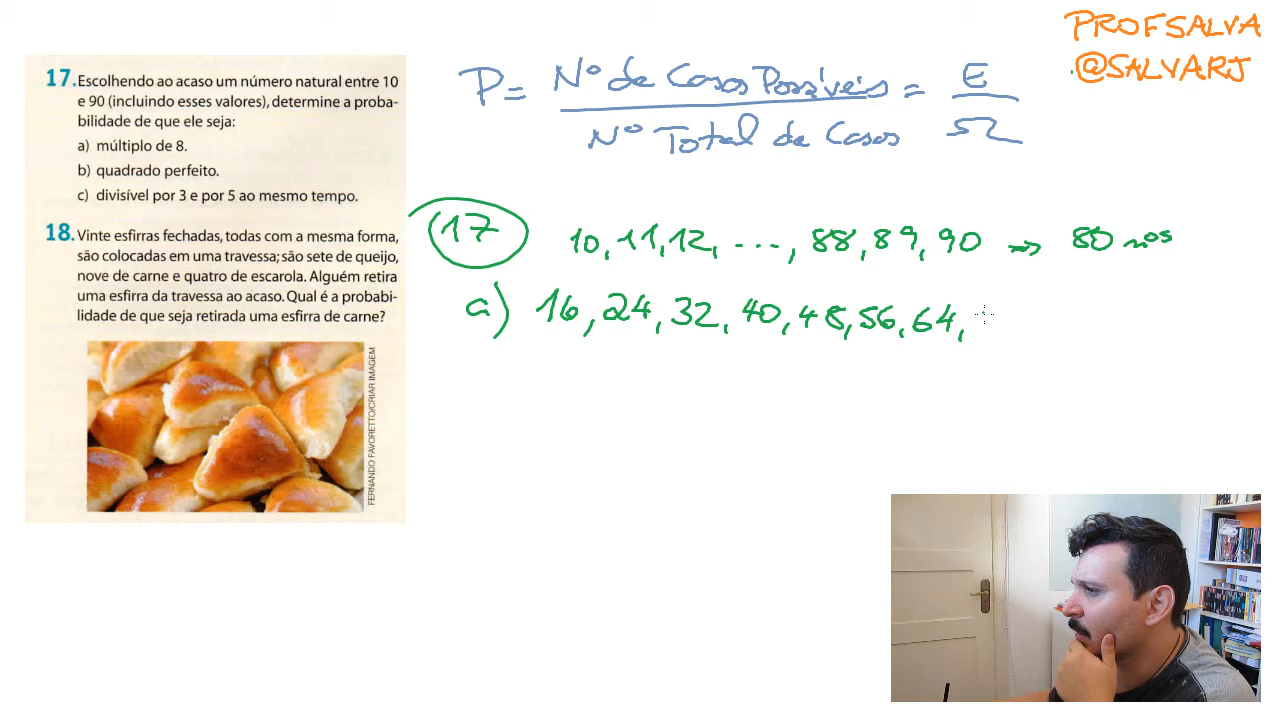 PROFSALVA
@SALVARJ
P = Nº de Casos Possíveis = E
Nº Total de Casos Ω
17. Escolhendo ao acaso um número natural entre 10
e 90 (incluindo esses valores), determine a proba-
bilidade de que ele seja:
a) múltiplo de 8.
b) quadrado perfeito.
c) divisível por 3 e por 5 ao mesmo tempo.
18. Vinte esfirras fechadas, todas com a mesma forma,
são colocadas em uma travessa; são sete de queijo,
nove de carne e quatro de escarola. Alguém retira
uma esfirra da travessa ao acaso. Qual é a probabi-
lidade de que seja retirada uma esfirra de carne?
FERNANDO FAVORETTO/CRIAR IMAGEM
17 10, 11, 12, ..., 88, 89, 90 => 80 nos
a) 16, 24, 32, 40, 48, 56, 64,